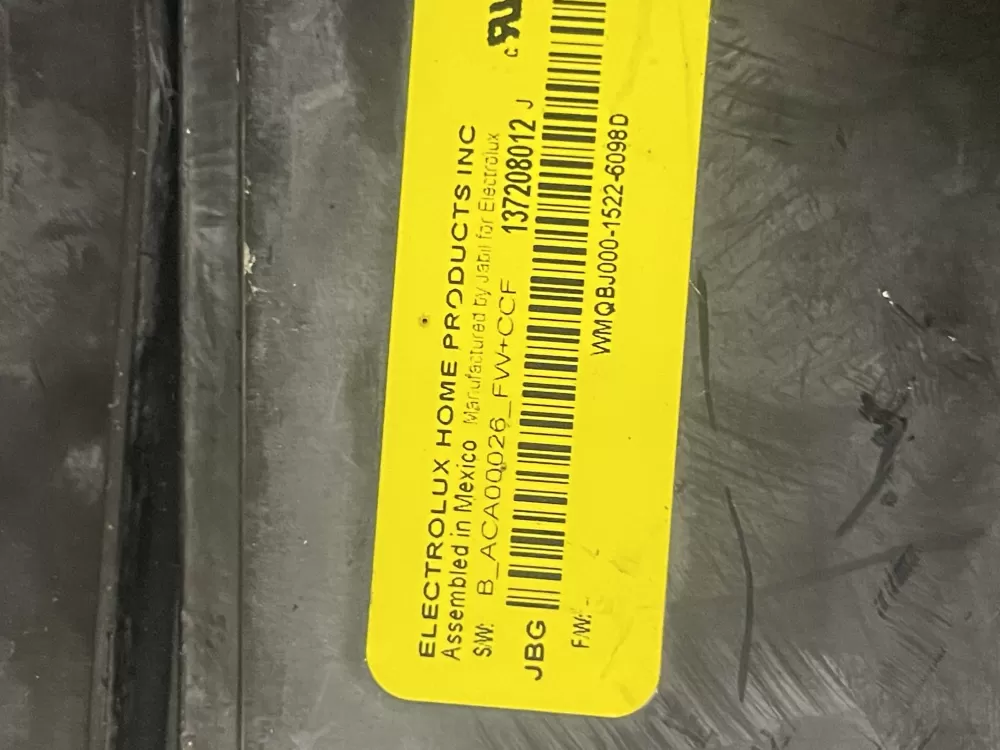 ELECTROLUX HOME PRODUCTS INC
Assembled in Mexico Manufactured by Jabil for Electrolux
S/W: B_ACA00026_FW+CCF 137208012 J
JBG
WMQBJ000-1522-6098D
F/W: -